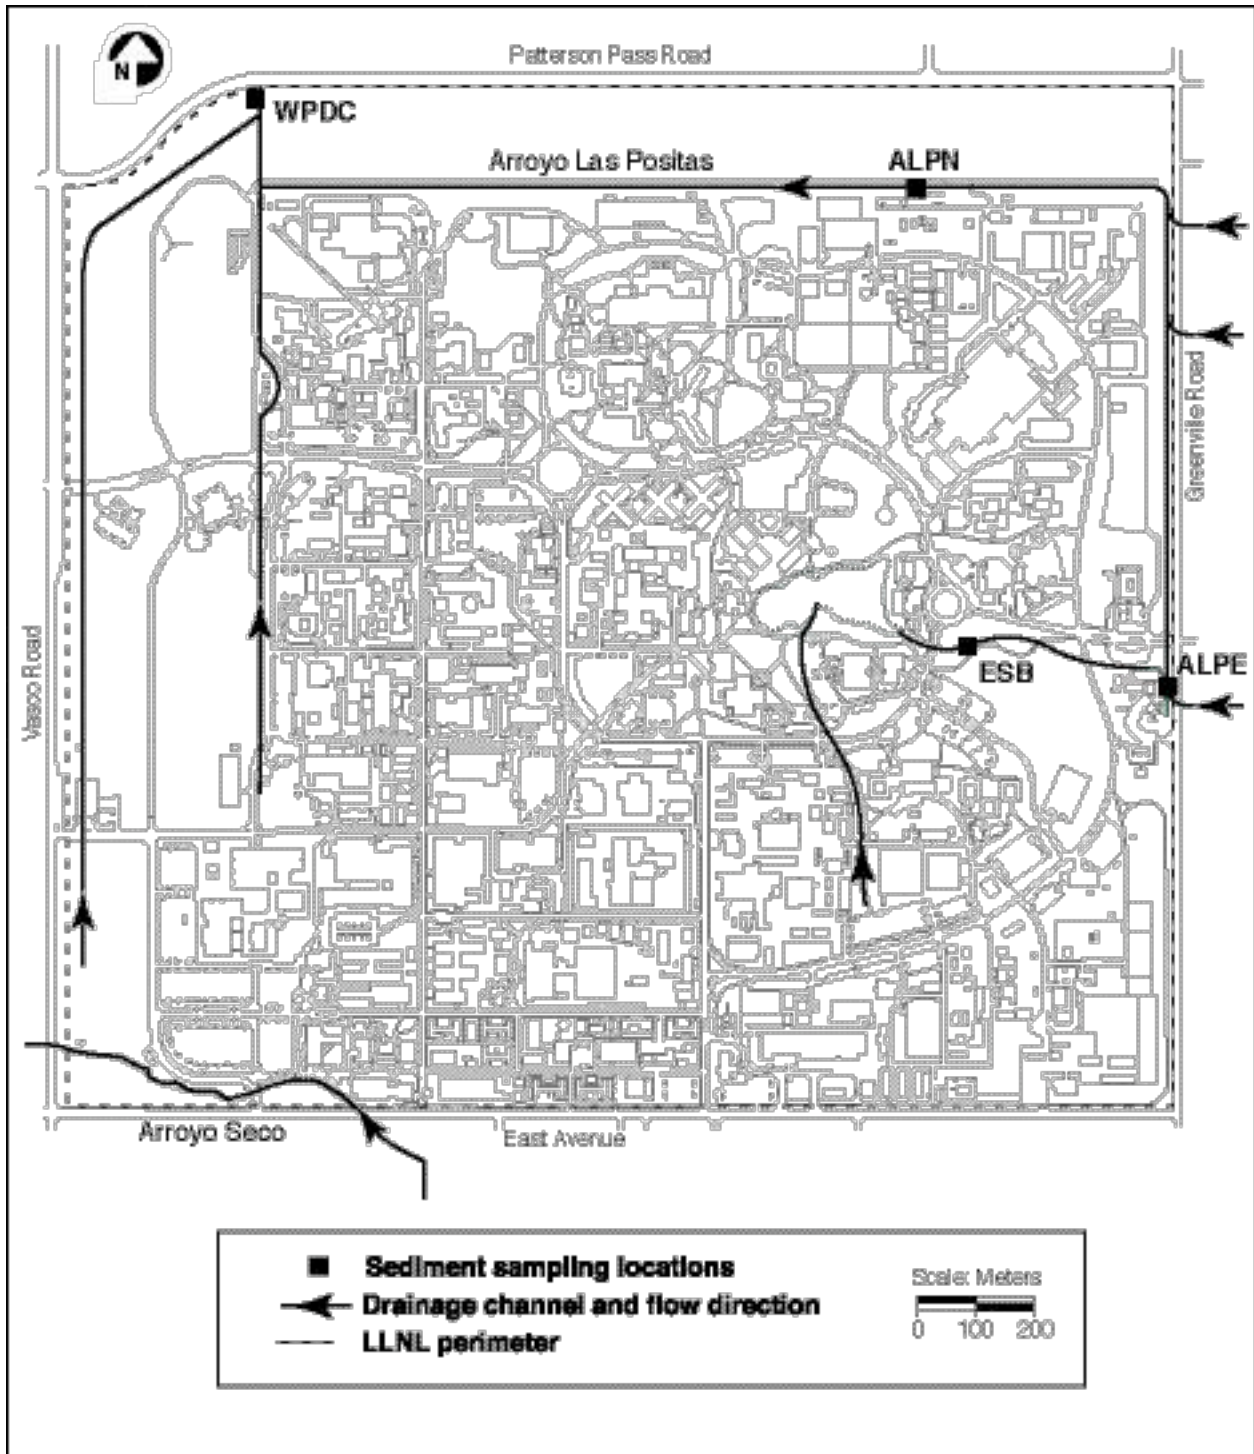 Patterson Pass Road
N
WPDC
Arroyo Las Positas
ALPN
Greenville Road
Vasco Road
ESB
ALPE
Arroyo Seco
East Avenue
Sediment sampling locations
Drainage channel and flow direction
LLNL perimeter
Scale: Meters
0 100 200